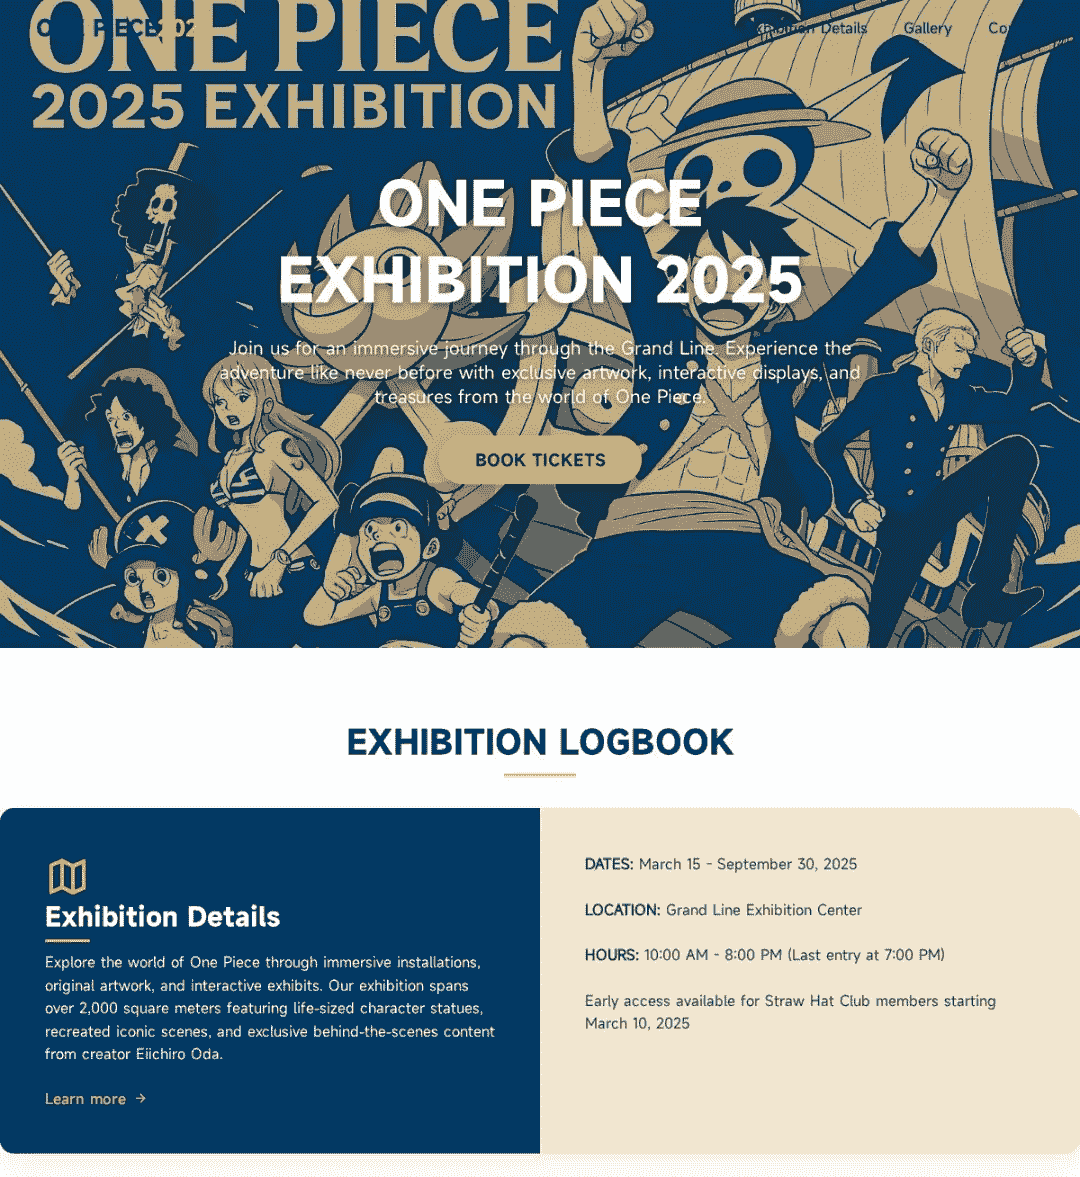 ONE PIECE
2025 EXHIBITION
Details
Gallery
ONE PIECE
EXHIBITION 2025
Join us for an immersive journey through the Grand Line. Experience the
adventure like never before with exclusive artwork, interactive displays, and
treasures from the world of One Piece.
BOOK TICKETS
EXHIBITION LOGBOOK
Exhibition Details
Explore the world of One Piece through immersive installations,
original artwork, and interactive exhibits. Our exhibition spans
over 2,000 square meters featuring life-sized character statues,
recreated iconic scenes, and exclusive behind-the-scenes content
from creator Eiichiro Oda.
Learn more →
DATES: March 15 - September 30, 2025
LOCATION: Grand Line Exhibition Center
HOURS: 10:00 AM - 8:00 PM (Last entry at 7:00 PM)
Early access available for Straw Hat Club members starting
March 10, 2025